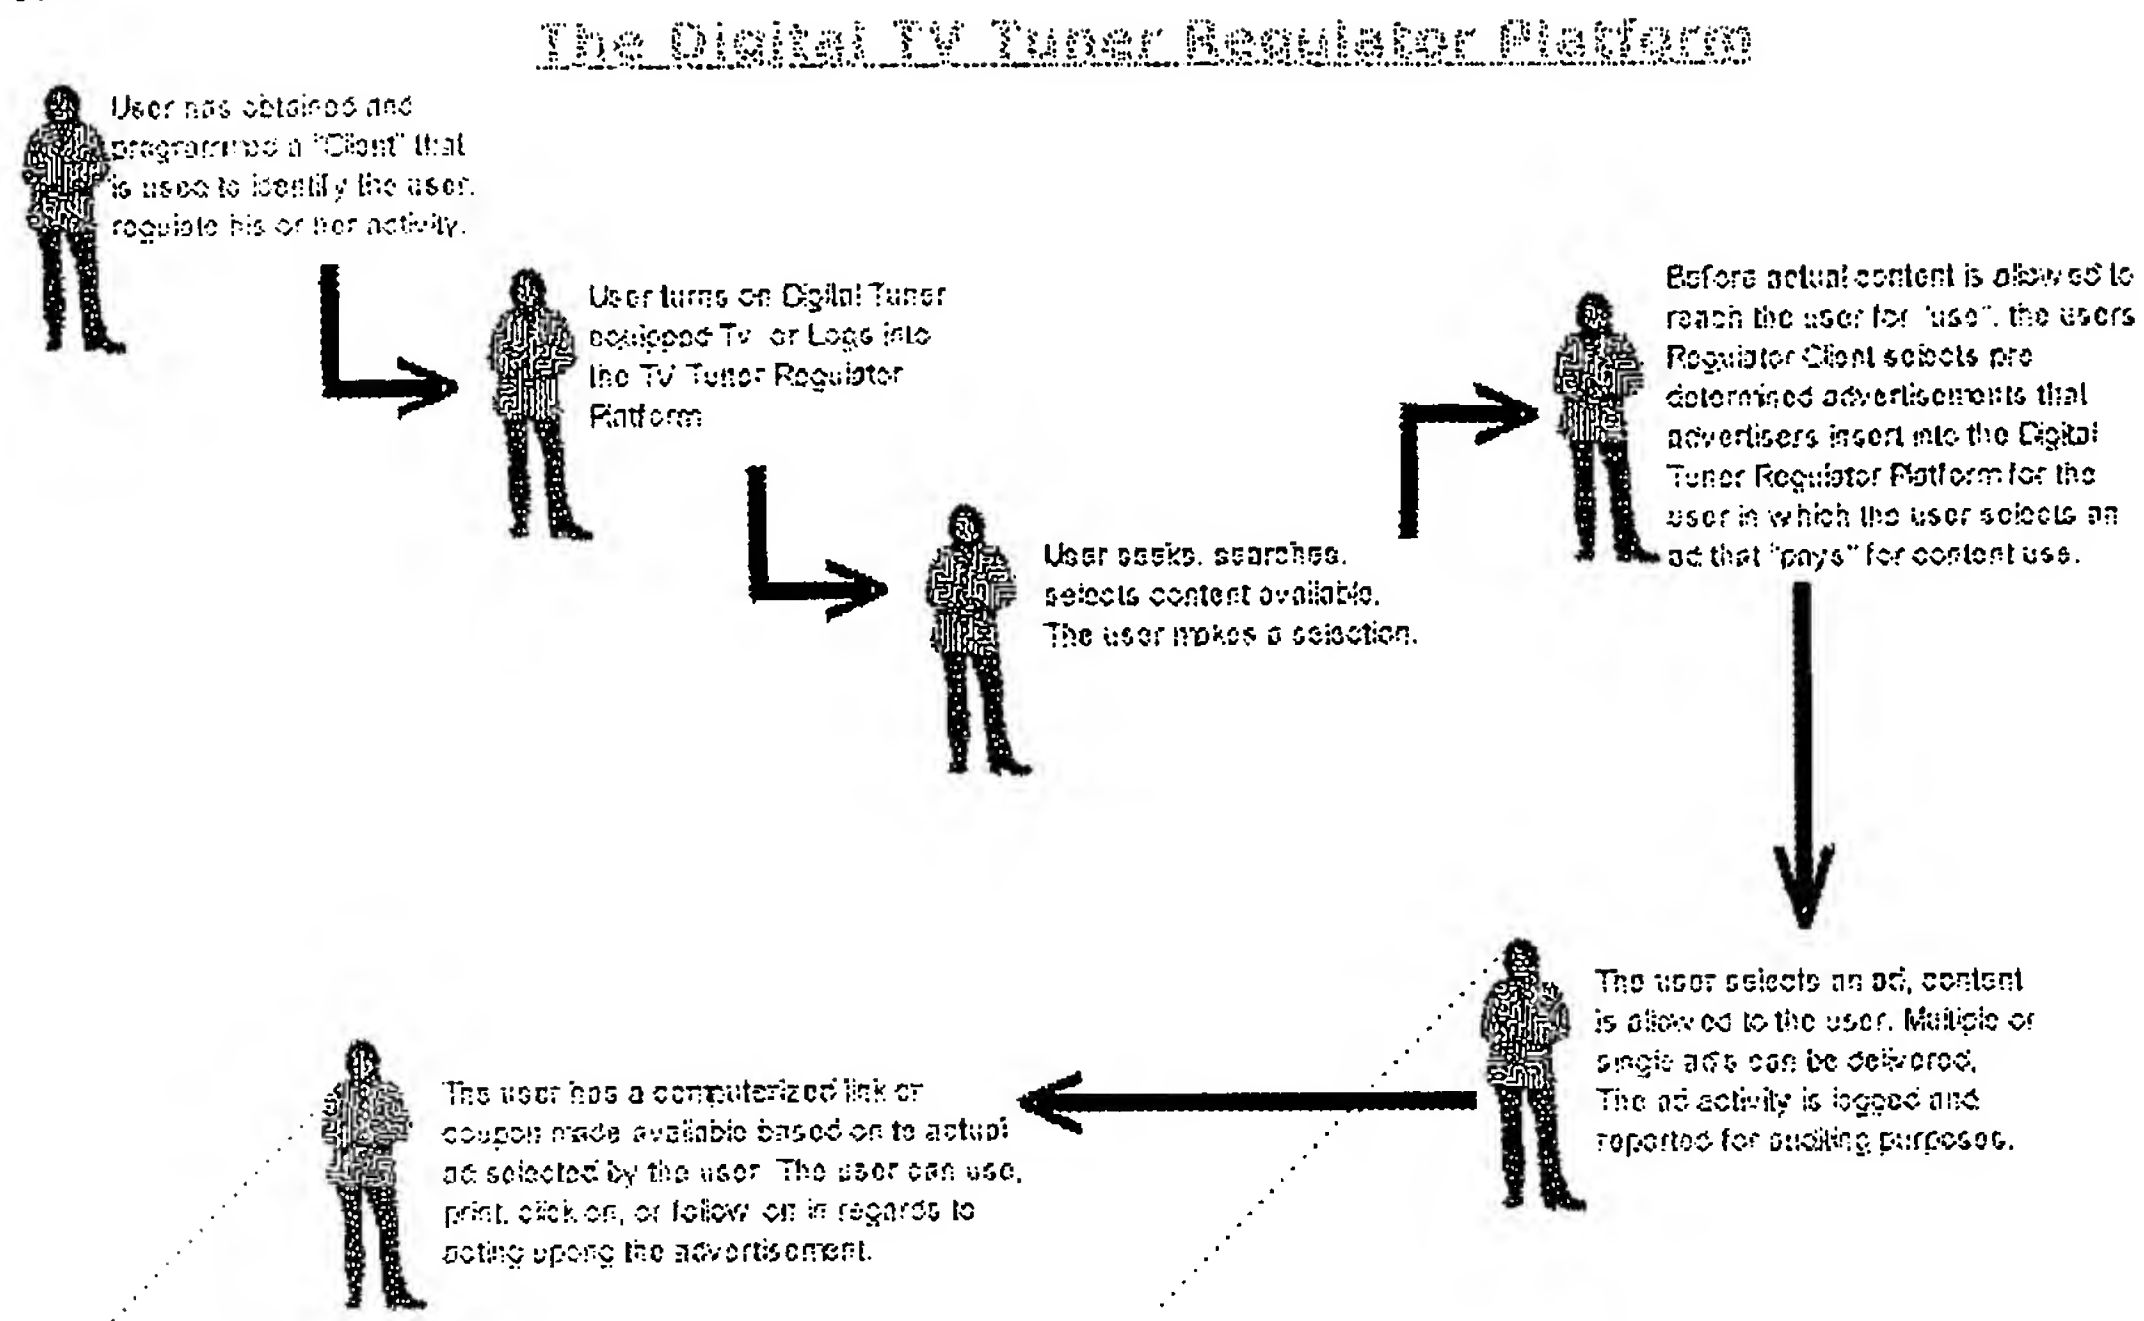 The Digital TV Tuner Regulator Platform
User has obtained and
programmed a "Client" that
is used to identify the user,
regulate his or her activity.
User turns on Digital Tuner
equipped Tv or Logs into
the TV Tuner Regulator
Platform
User seeks, searches,
selects content available.
The user makes a selection.
Before actual content is allowed to
reach the user for "use", the users
Regulator Client selects pre
determined advertisements that
advertisers insert into the Digital
Tuner Regulator Platform for the
user in which the user selects an
ad that "pays" for content use.
The user selects an ad, content
is allowed to the user. Multiple or
single ads can be delivered.
The ad activity is logged and
reported for auditing purposes.
The user has a computerized link or
coupon made available based on to actual
ad selected by the user. The user can use,
print, click on, or follow on in regards to
acting upong the advertisement.